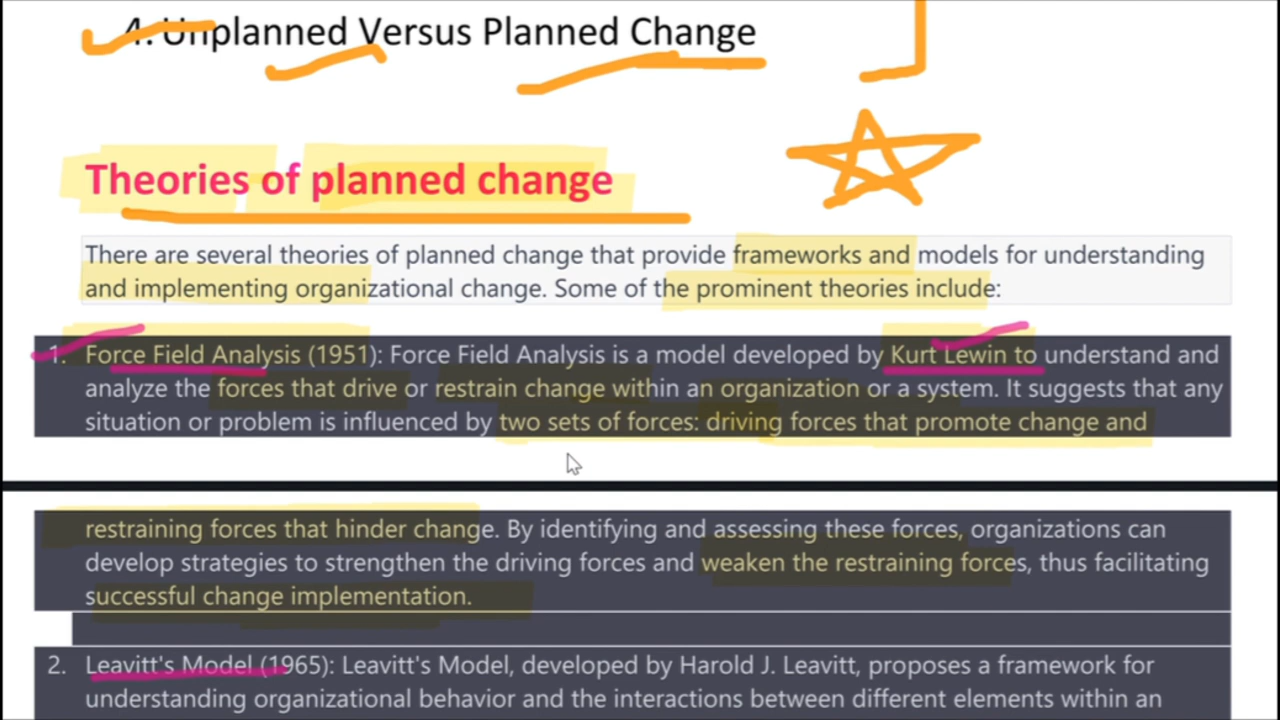 4. Unplanned Versus Planned Change
Theories of planned change
There are several theories of planned change that provide frameworks and models for understanding
and implementing organizational change. Some of the prominent theories include:
1. Force Field Analysis (1951): Force Field Analysis is a model developed by Kurt Lewin to understand and
analyze the forces that drive or restrain change within an organization or a system. It suggests that any
situation or problem is influenced by two sets of forces: driving forces that promote change and
restraining forces that hinder change. By identifying and assessing these forces, organizations can
develop strategies to strengthen the driving forces and weaken the restraining forces, thus facilitating
successful change implementation.
2. Leavitt's Model (1965): Leavitt's Model, developed by Harold J. Leavitt, proposes a framework for
understanding organizational behavior and the interactions between different elements within an